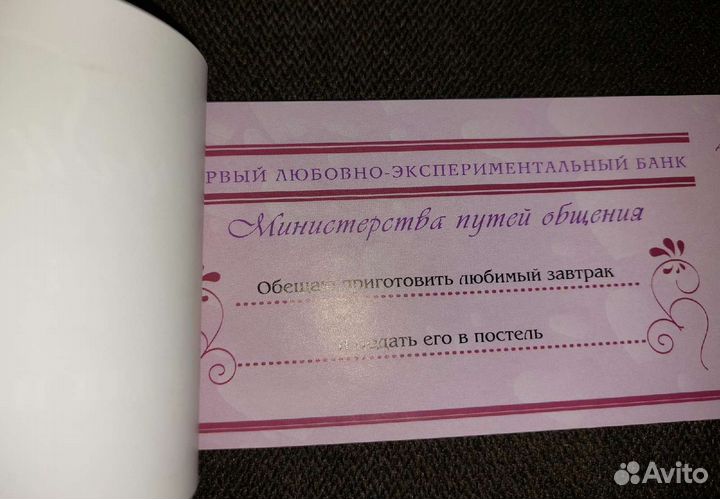 РВЫЙ ЛЮБОВНО-ЭКСПЕРИМЕНТАЛЬНЫЙ БАНК
Министерства путей общения
Обещаю приготовить любимый завтрак
его в постель
Avito